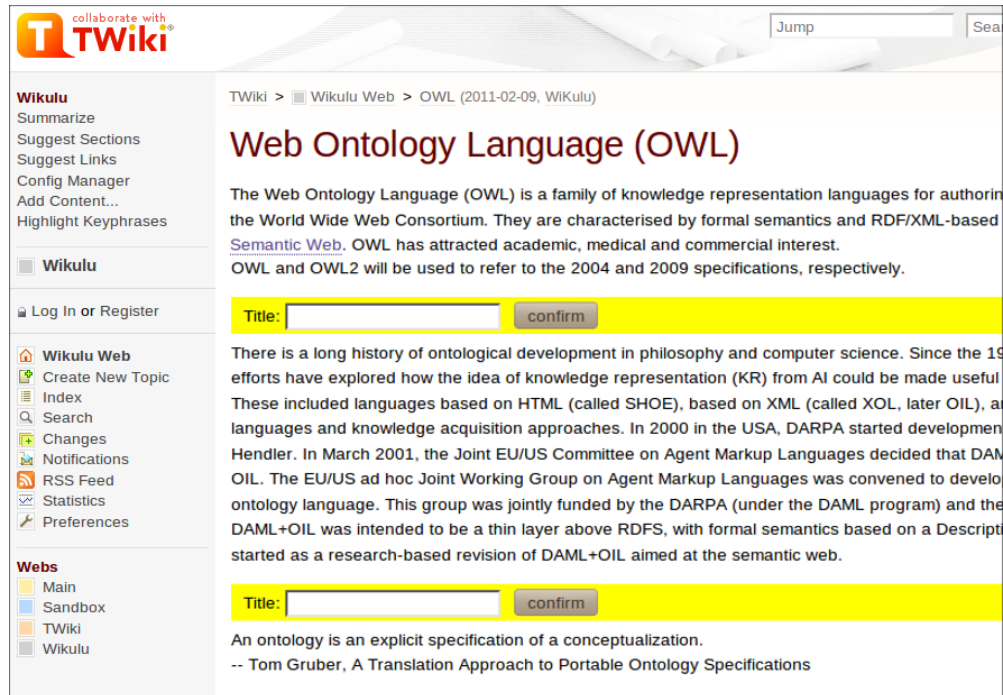 collaborate with
TWiki®
Jump
Wikulu
Summarize
Suggest Sections
Suggest Links
Config Manager
Add Content...
Highlight Keyphrases
Wikulu
Log In or Register
Wikulu Web
Create New Topic
Index
Search
Changes
Notifications
RSS Feed
Statistics
Preferences
Webs
Main
Sandbox
TWiki
Wikulu
TWiki > Wikulu Web > OWL (2011-02-09, WiKulu)
Web Ontology Language (OWL)
The Web Ontology Language (OWL) is a family of knowledge representation languages for
the World Wide Web Consortium. They are characterised by formal semantics and RDF/XML-based
Semantic Web. OWL has attracted academic, medical and commercial interest.
OWL and OWL2 will be used to refer to the 2004 and 2009 specifications, respectively.
Title: confirm
There is a long history of ontological development in philosophy and computer science. Since the
efforts have explored how the idea of knowledge representation (KR) from AI could be made useful
These included languages based on HTML (called SHOE), based on XML (called XOL, later OIL),
languages and knowledge acquisition approaches. In 2000 in the USA, DARPA started
Hendler. In March 2001, the Joint EU/US Committee on Agent Markup Languages decided that
OIL. The EU/US ad hoc Joint Working Group on Agent Markup Languages was convened to
ontology language. This group was jointly funded by the DARPA (under the DAML program) and the
DAML+OIL was intended to be a thin layer above RDFS, with formal semantics based on a
started as a research-based revision of DAML+OIL aimed at the semantic web.
Title: confirm
An ontology is an explicit specification of a conceptualization.
-- Tom Gruber, A Translation Approach to Portable Ontology Specifications